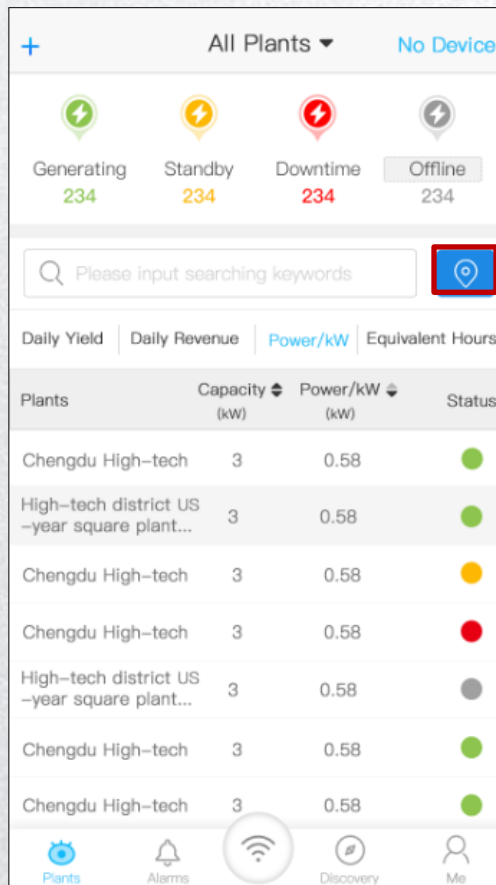 + All Plants ▼ No Device
Generating Standby Downtime Offline
234 234 234 234
Please input searching keywords
Daily Yield Daily Revenue Power/kW Equivalent Hours
Plants Capacity (kW) Power/kW (kW) Status
Chengdu High-tech 3 0.58
High-tech district US
-year square plant... 3 0.58
Chengdu High-tech 3 0.58
Chengdu High-tech 3 0.58
High-tech district US
-year square plant... 3 0.58
Chengdu High-tech 3 0.58
Chengdu High-tech 3 0.58
Plants Alarms Discovery Me